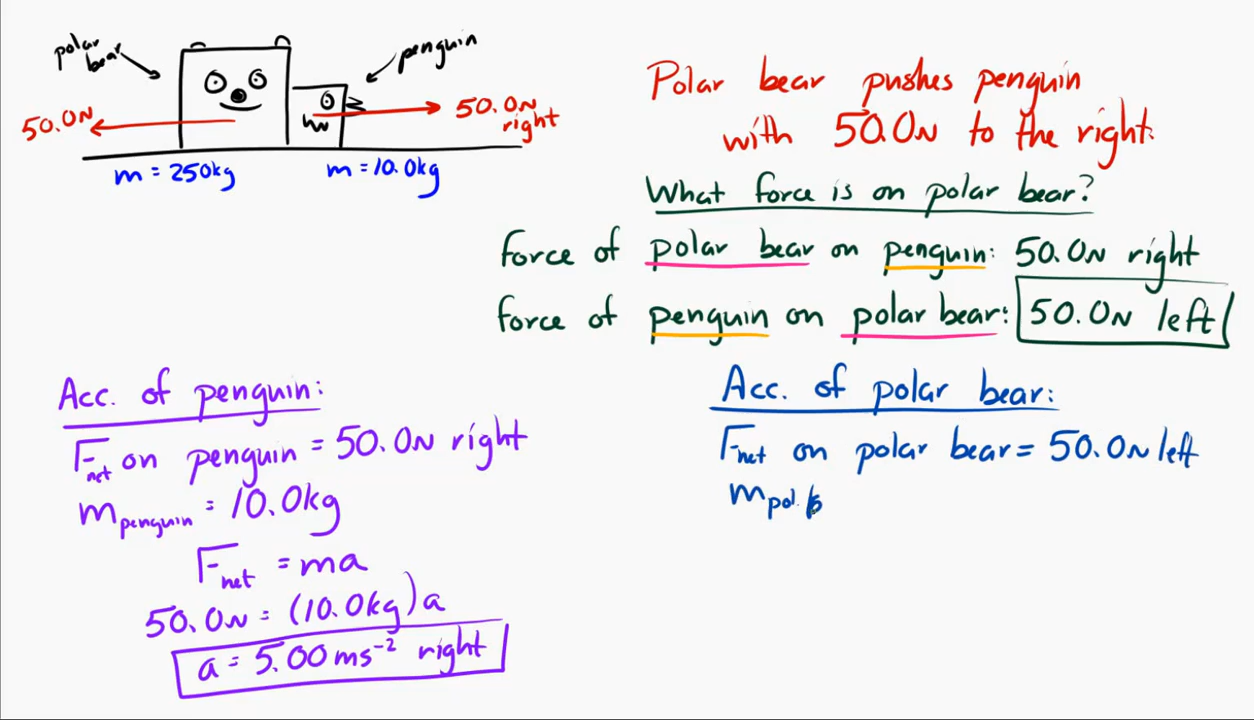 polar bear
penguin
50.0N
50.0N right
m = 250kg
m = 10.0kg
Polar bear pushes penguin
with 50.0N to the right.
What force is on polar bear?
force of polar bear on penguin: 50.0N right
force of penguin on polar bear: 50.0N left
Acc. of penguin:
Fnet on penguin = 50.0N right
mpenguin = 10.0kg
Fnet = ma
50.0N = (10.0kg)a
a = 5.00 ms⁻² right
Acc. of polar bear:
Fnet on polar bear = 50.0N left
mpol. b